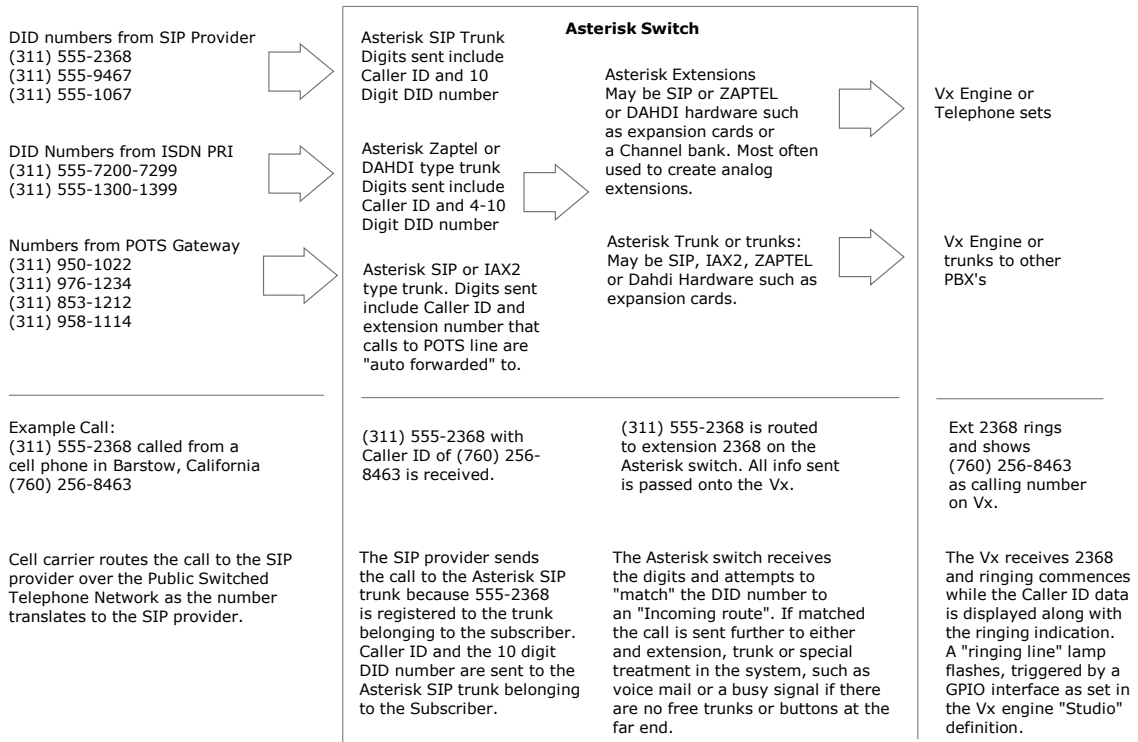 Asterisk Switch
DID numbers from SIP Provider
(311) 555-2368
(311) 555-9467
(311) 555-1067
DID Numbers from ISDN PRI
(311) 555-7200-7299
(311) 555-1300-1399
Numbers from POTS Gateway
(311) 950-1022
(311) 976-1234
(311) 853-1212
(311) 958-1114
Asterisk SIP Trunk
Digits sent include
Caller ID and 10
Digit DID number
Asterisk Zaptel or
DAHDI type trunk
Digits sent include
Caller ID and 4-10
Digit DID number
Asterisk SIP or IAX2
type trunk. Digits sent
include Caller ID and
extension number that
calls to POTS line are
"auto forwarded" to.
Asterisk Extensions
May be SIP or ZAPTEL
or DAHDI hardware such
as expansion cards or
a Channel bank. Most often
used to create analog
extensions.
Asterisk Trunk or trunks:
May be SIP, IAX2, ZAPTEL
or Dahdi Hardware such as
expansion cards.
Vx Engine or
Telephone sets
Vx Engine or
trunks to other
PBX's
Example Call:
(311) 555-2368 called from a
cell phone in Barstow, California
(760) 256-8463
(311) 555-2368 with
Caller ID of (760) 256-
8463 is received.
(311) 555-2368 is routed
to extension 2368 on the
Asterisk switch. All info sent
is passed onto the Vx.
Ext 2368 rings
and shows
(760) 256-8463
as calling number
on Vx.
Cell carrier routes the call to the SIP
provider over the Public Switched
Telephone Network as the number
translates to the SIP provider.
The SIP provider sends
the call to the Asterisk SIP
trunk because 555-2368
is registered to the trunk
belonging to the subscriber.
Caller ID and the 10 digit
DID number are sent to the
Asterisk SIP trunk belonging
to the Subscriber.
The Asterisk switch receives
the digits and attempts to
"match" the DID number to
an "Incoming route". If matched
the call is sent further to either
and extension, trunk or special
treatment in the system, such as
voice mail or a busy signal if there
are no free trunks or buttons at the
far end.
The Vx receives 2368
and ringing commences
while the Caller ID data
is displayed along with
the ringing indication.
A "ringing line" lamp
flashes, triggered by a
GPIO interface as set in
the Vx engine "Studio"
definition.